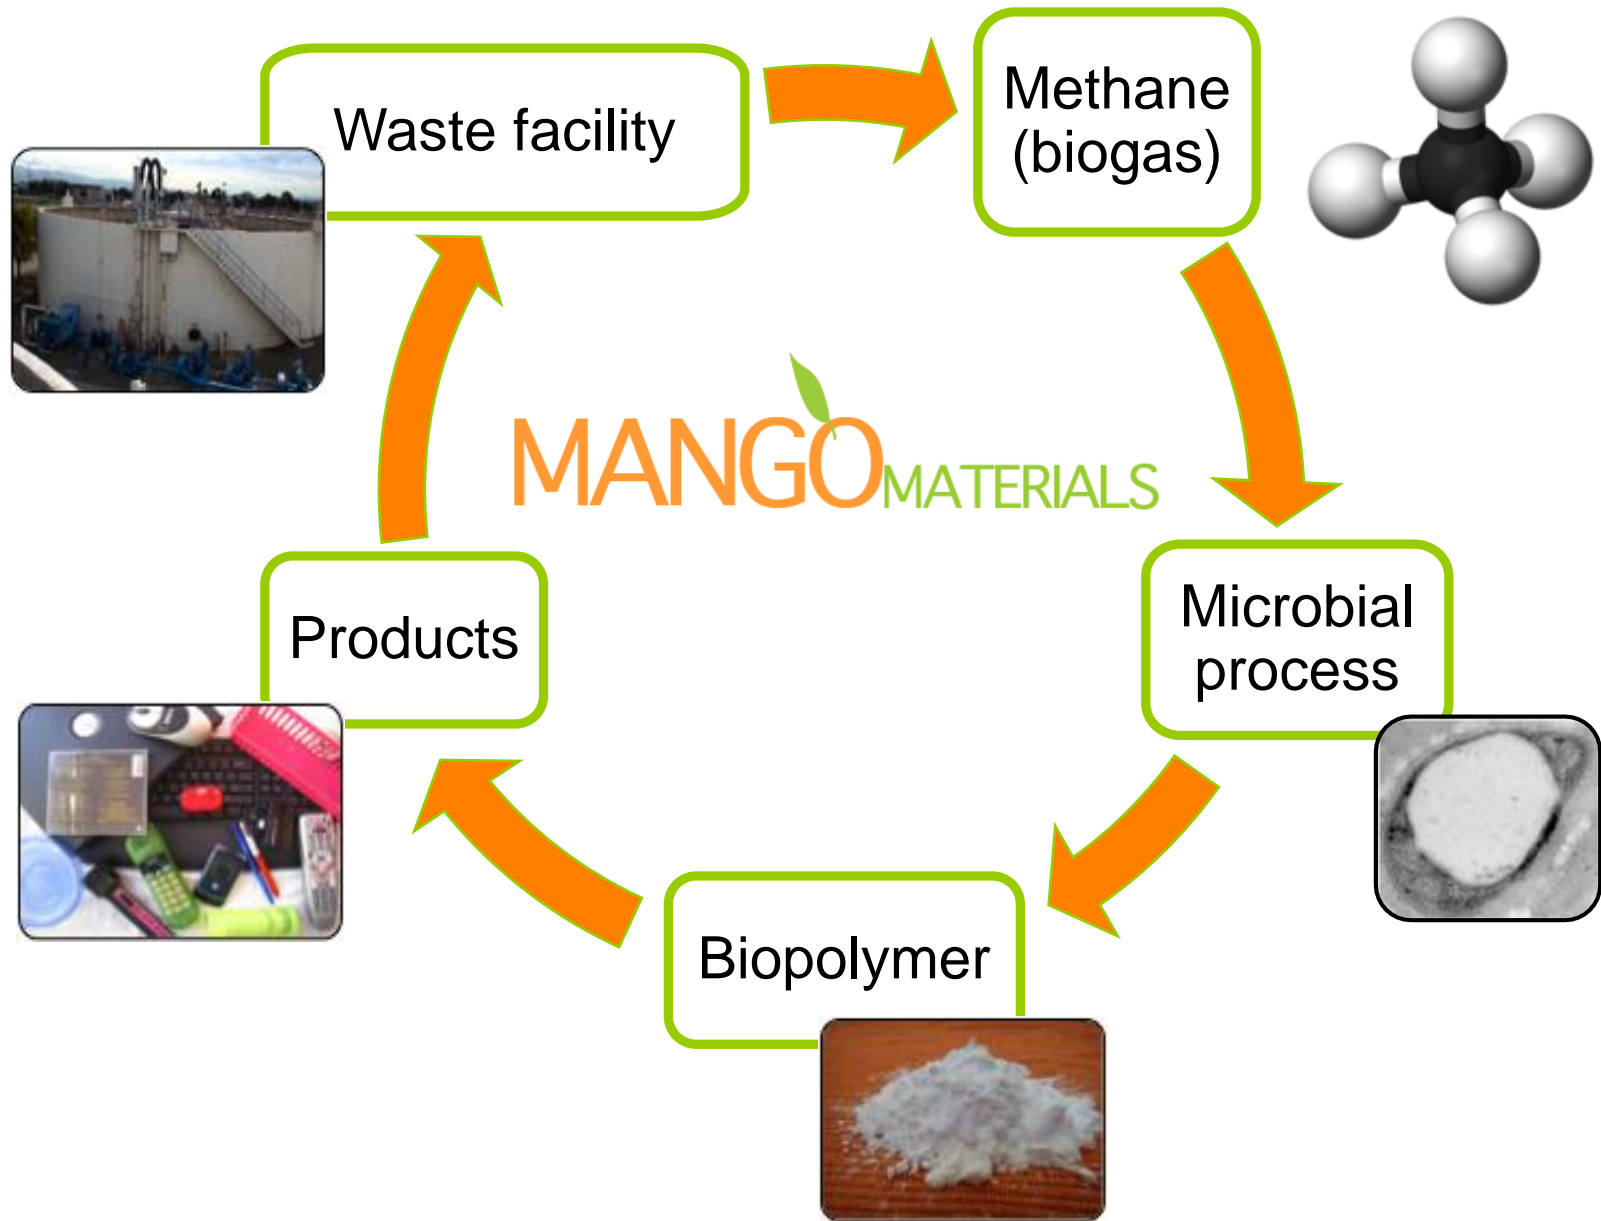 Waste facility
Methane
(biogas)
MANGO MATERIALS
Products
Microbial
process
Biopolymer